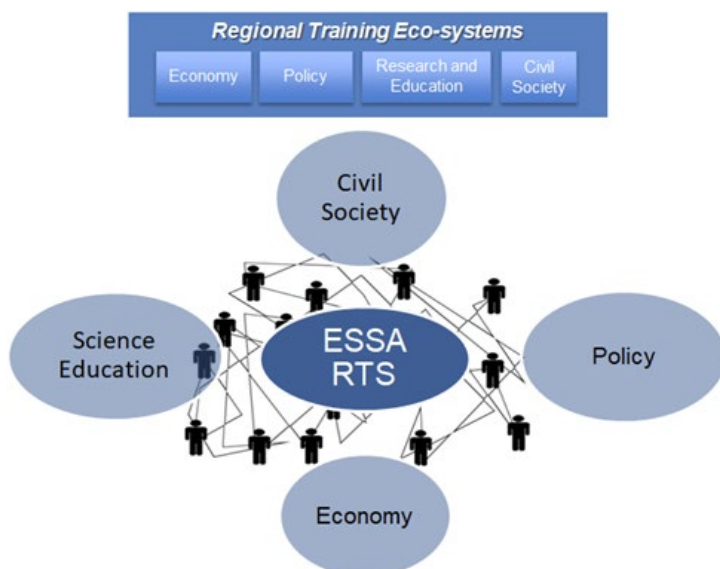 Regional Training Eco-systems
Economy
Policy
Research and
Education
Civil
Society
Civil
Society
Science
Education
ESSA
RTS
Policy
Economy